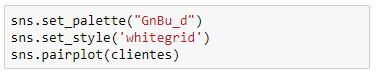 sns.set_palette("GnBu_d")
sns.set_style('whitegrid')
sns.pairplot(clientes)